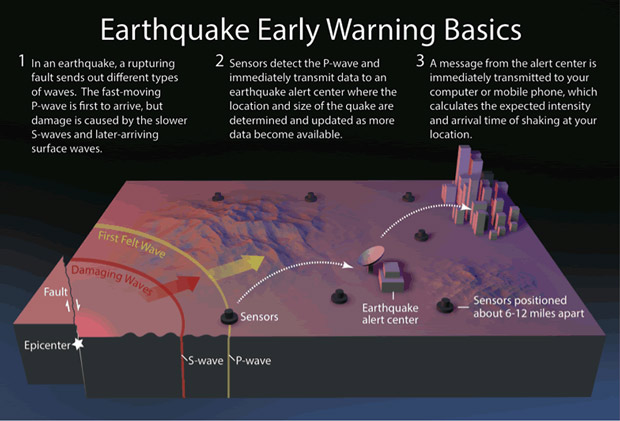 Earthquake Early Warning Basics
1 In an earthquake, a rupturing
fault sends out different types
of waves. The fast-moving
P-wave is first to arrive, but
damage is caused by the slower
S-waves and later-arriving
surface waves.
2 Sensors detect the P-wave and
immediately transmit data to an
earthquake alert center where the
location and size of the quake are
determined and updated as more
data become available.
3 A message from the alert center is
immediately transmitted to your
computer or mobile phone, which
calculates the expected intensity
and arrival time of shaking at your
location.
First Felt Wave
Damaging Waves
Fault
Epicenter
S-wave
P-wave
Sensors
Earthquake
alert center
Sensors positioned
about 6-12 miles apart